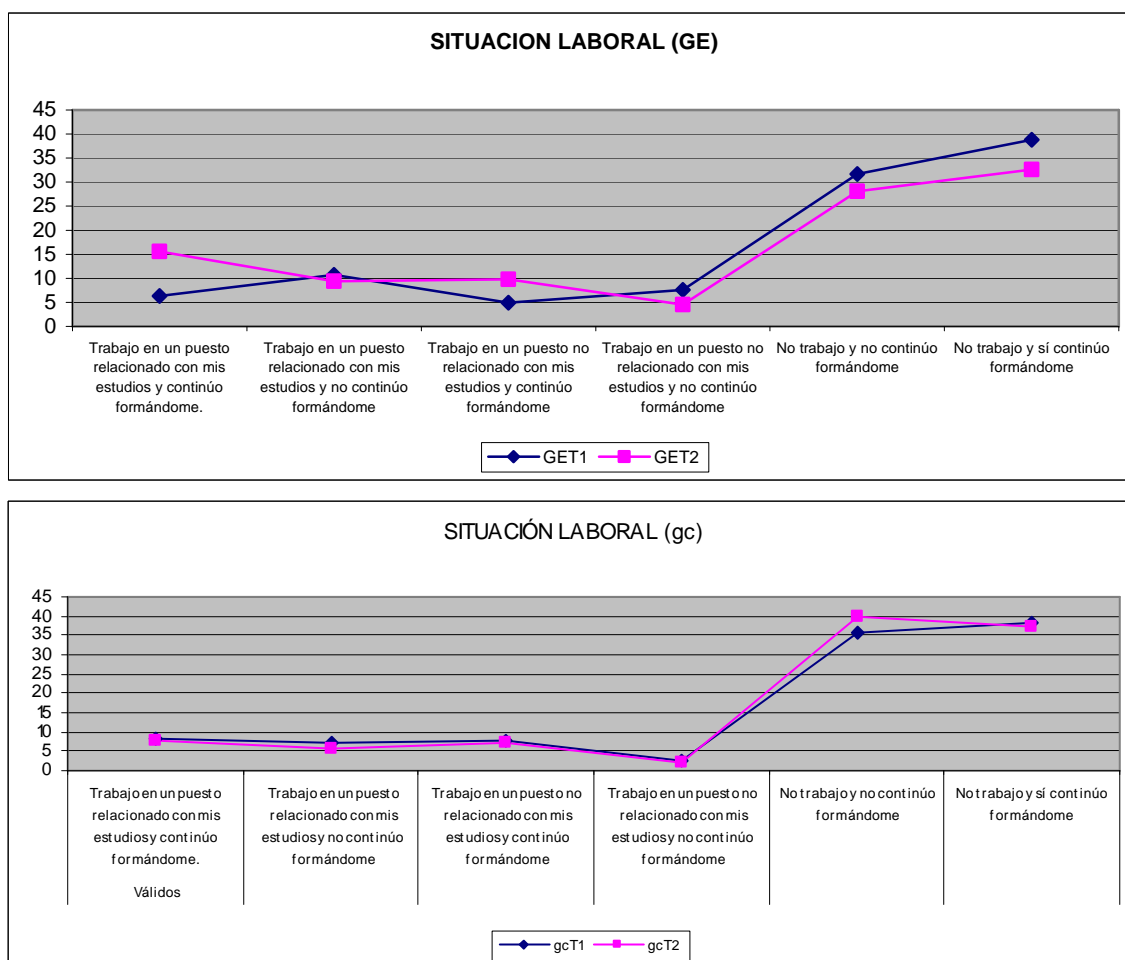 SITUACION LABORAL (GE)
45
40
35
30
25
20
15
10
5
0
Trabajo en un puesto
relacionado con mis
estudios y continúo
formándome.
Trabajo en un puesto
relacionado con mis
estudios y no continúo
formándome
Trabajo en un puesto no
relacionado con mis
estudios y continúo
formándome
Trabajo en un puesto no
relacionado con mis
estudios y no continúo
formándome
No trabajo y no continúo
formándome
No trabajo y sí continúo
formándome
GET1 GET2
SITUACIÓN LABORAL (gc)
45
40
35
30
25
20
15
10
5
0
Trabajo en un puesto
relacionado con mis
estudios y continúo
formándome.
Trabajo en un puesto
relacionado con mis
estudios y no continúo
formándome
Trabajo en un puesto no
relacionado con mis
estudios y continúo
formándome
Trabajo en un puesto no
relacionado con mis
estudios y no continúo
formándome
No trabajo y no continúo
formándome
No trabajo y sí continúo
formándome
Válidos
gcT1 gcT2